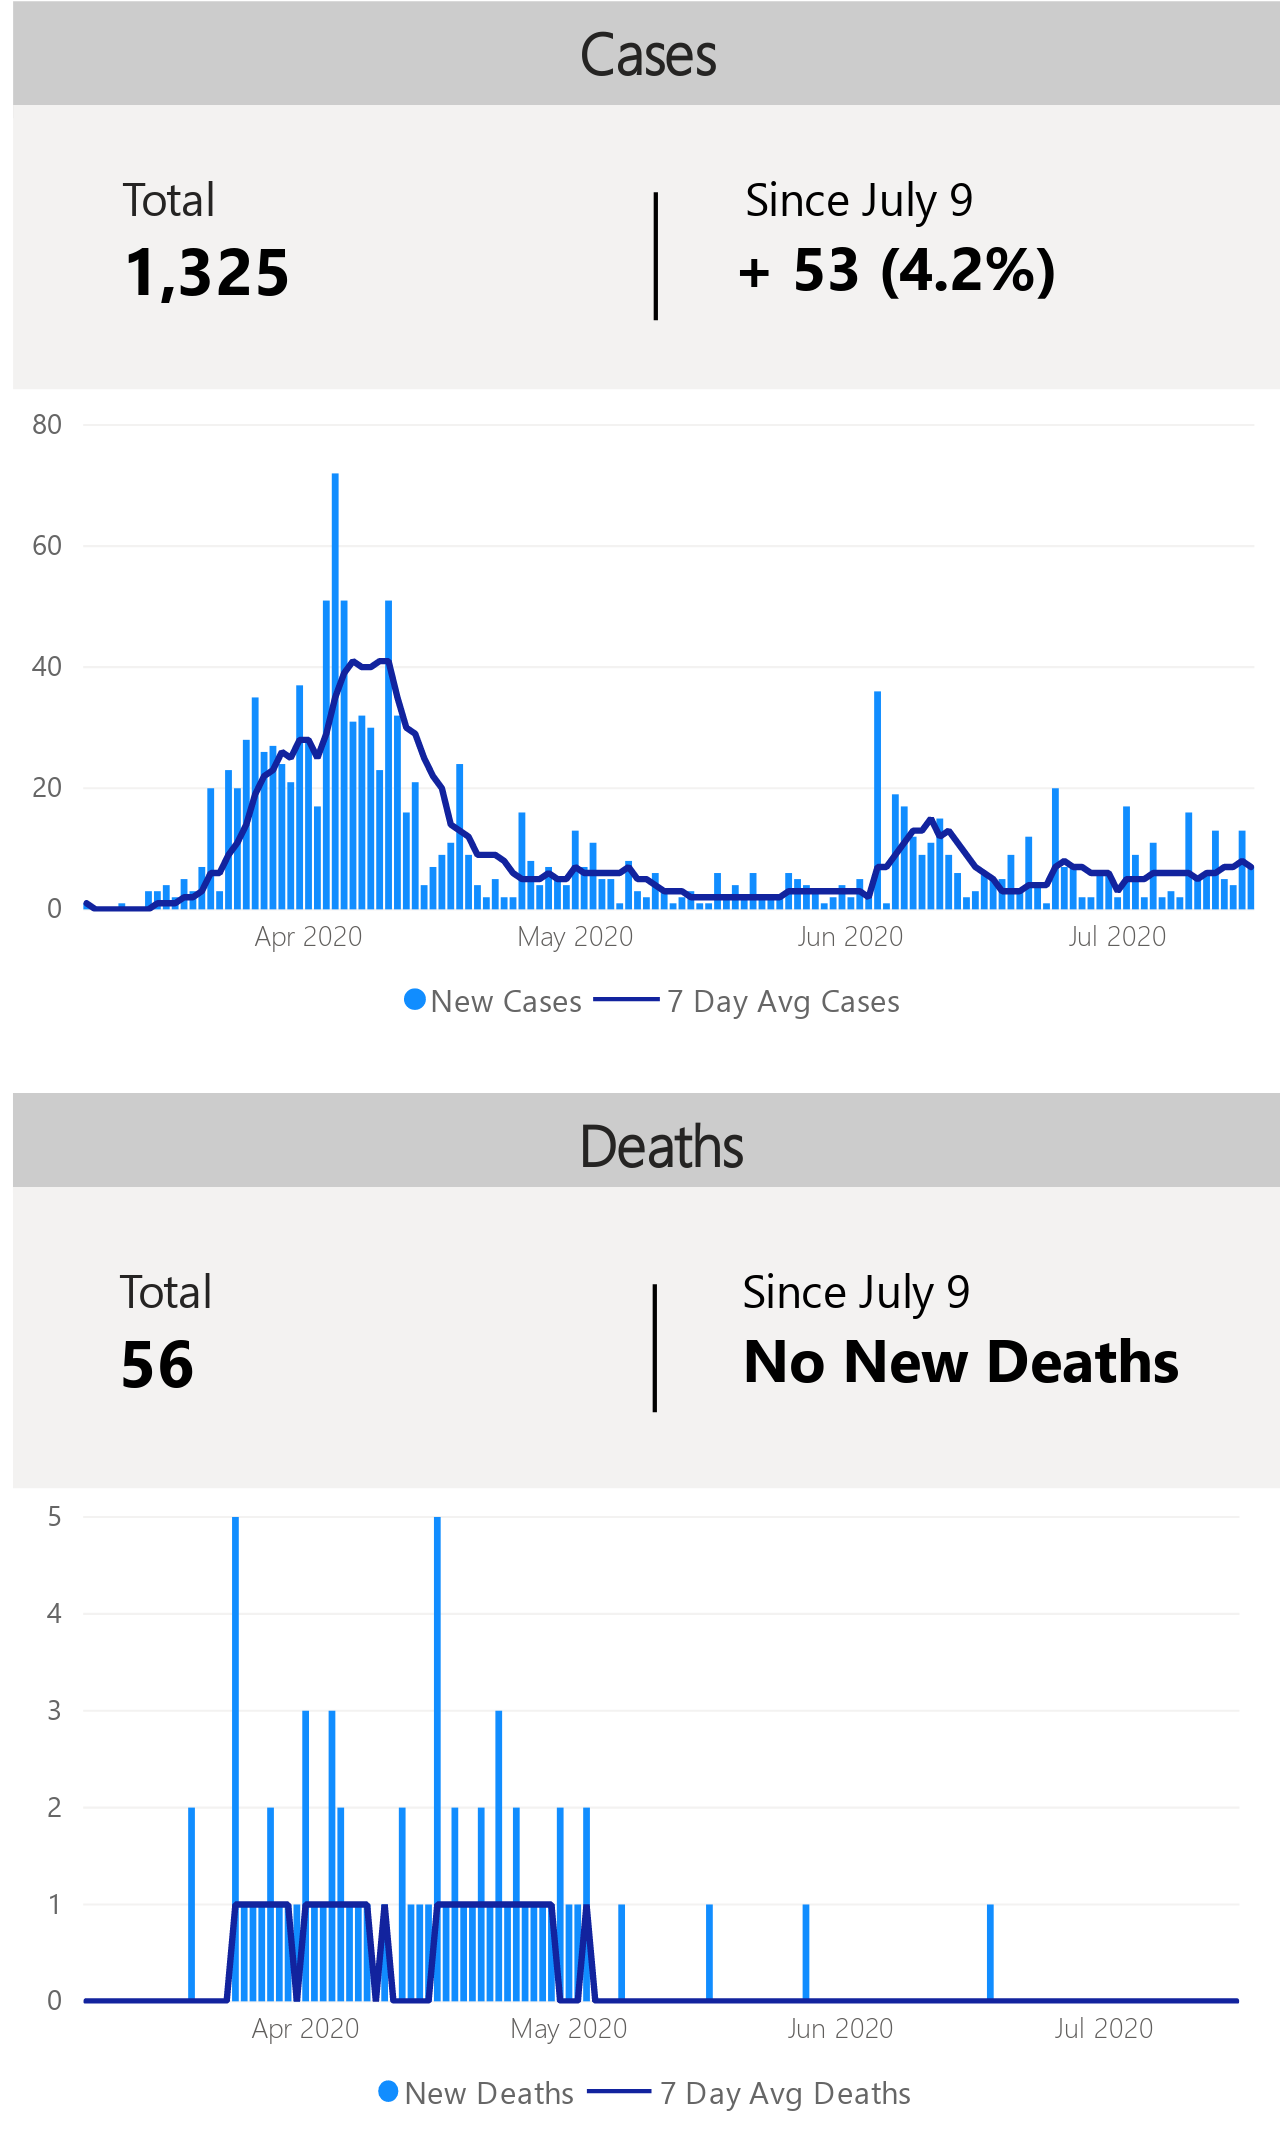 Cases
Total
Since July 9
1,325
+ 53 (4.2%)
80
60
40
20
0
Apr 2020
May 2020
Jun 2020
Jul 2020
New Cases
7 Day Avg Cases
Deaths
Total
Since July 9
56
No New Deaths
5
4
3
2
1
0
Apr 2020
May 2020
Jun 2020
Jul 2020
New Deaths
7 Day Avg Deaths